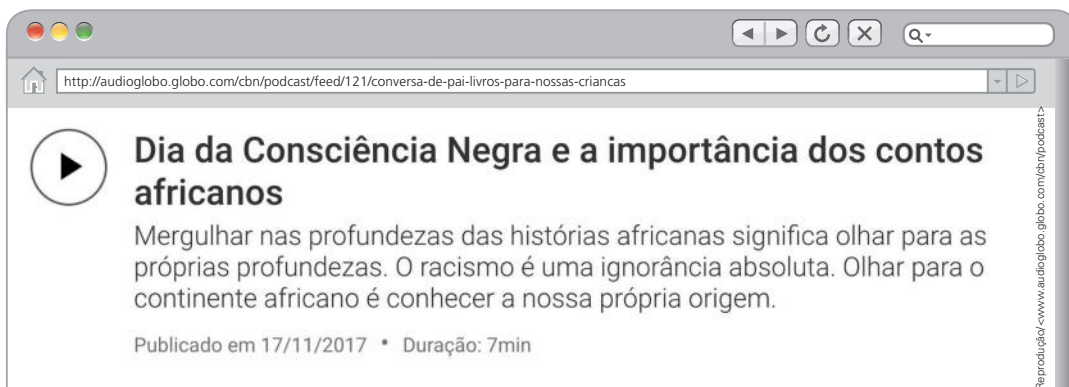 http://audioglobo.globo.com/cbn/podcast/feed/121/conversa-de-pai-livros-para-nossas-criancas
Dia da Consciência Negra e a importância dos contos
africanos
Mergulhar nas profundezas das histórias africanas significa olhar para as
próprias profundezas. O racismo é uma ignorância absoluta. Olhar para o
continente africano é conhecer a nossa própria origem.
Publicado em 17/11/2017 • Duração: 7min
Reprodução/<www.audioglobo.globo.com/cbn/podcast>